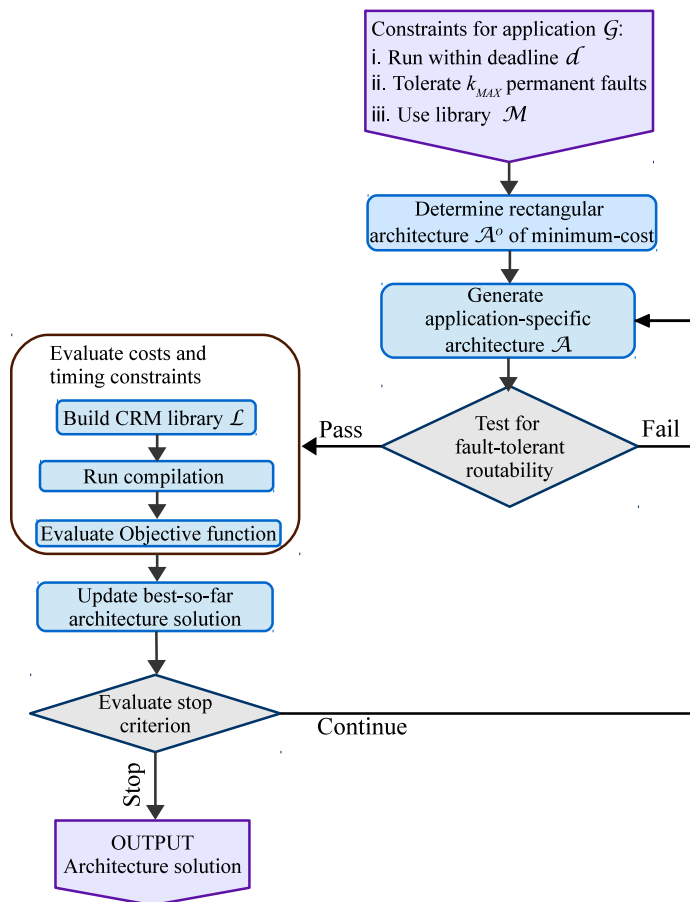 Constraints for application 𝒢:
i. Run within deadline 𝒹
ii. Tolerate k_MAX permanent faults
iii. Use library ℳ
Determine rectangular
architecture 𝒜ᵒ of minimum-cost
Generate
application-specific
architecture 𝒜
Test for
fault-tolerant
routability
Pass
Fail
Evaluate costs and
timing constraints
Build CRM library ℒ
Run compilation
Evaluate Objective function
Update best-so-far
architecture solution
Evaluate stop
criterion
Continue
Stop
OUTPUT
Architecture solution